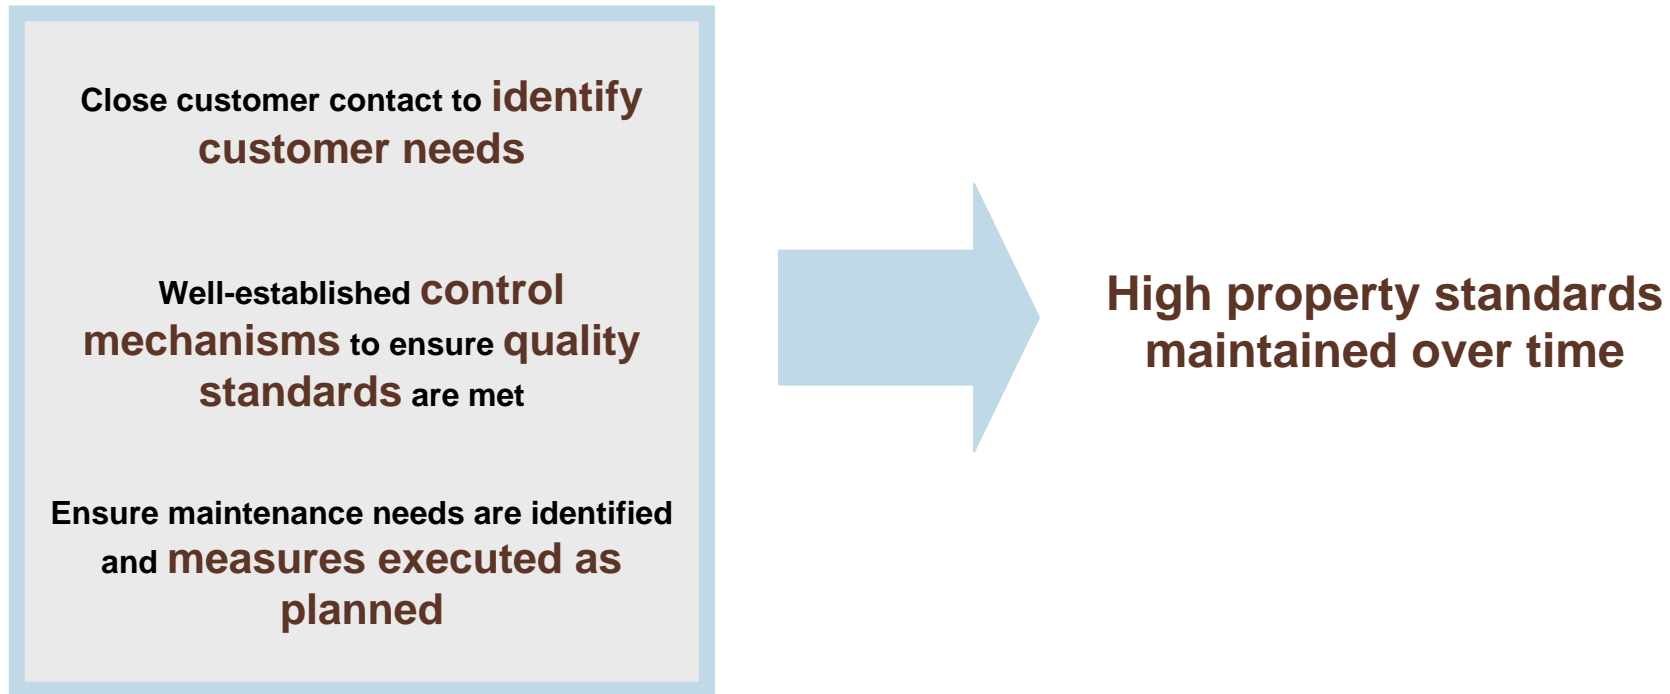 Close customer contact to identify
customer needs
Well-established control
mechanisms to ensure quality
standards are met
Ensure maintenance needs are identified
and measures executed as
planned
High property standards
maintained over time